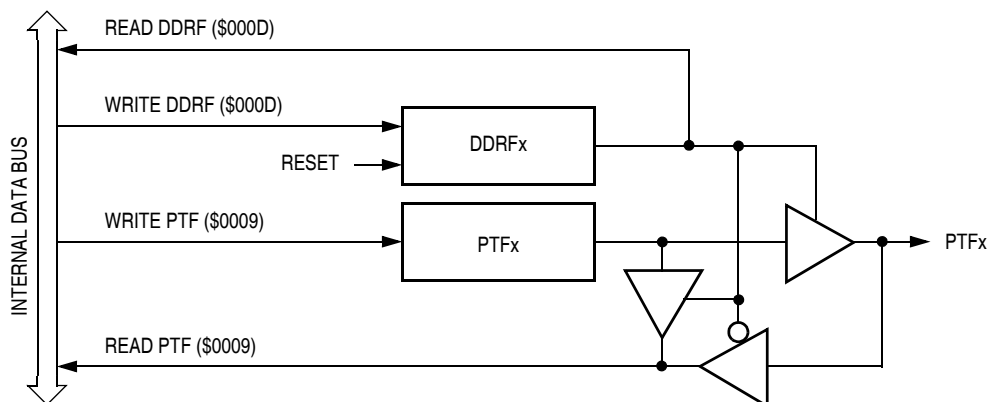 READ DDRF ($000D)
WRITE DDRF ($000D)
DDRFx
RESET
WRITE PTF ($0009)
PTFx
PTFx
READ PTF ($0009)
INTERNAL DATA BUS